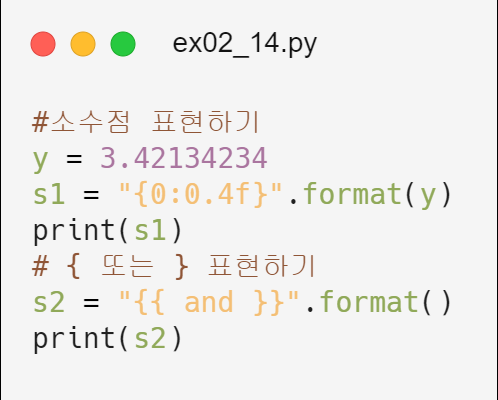 ex02_14.py
#소수점 표현하기
y = 3.42134234
s1 = "{0:0.4f}".format(y)
print(s1)
# { 또는 } 표현하기
s2 = "{{ and }}".format()
print(s2)